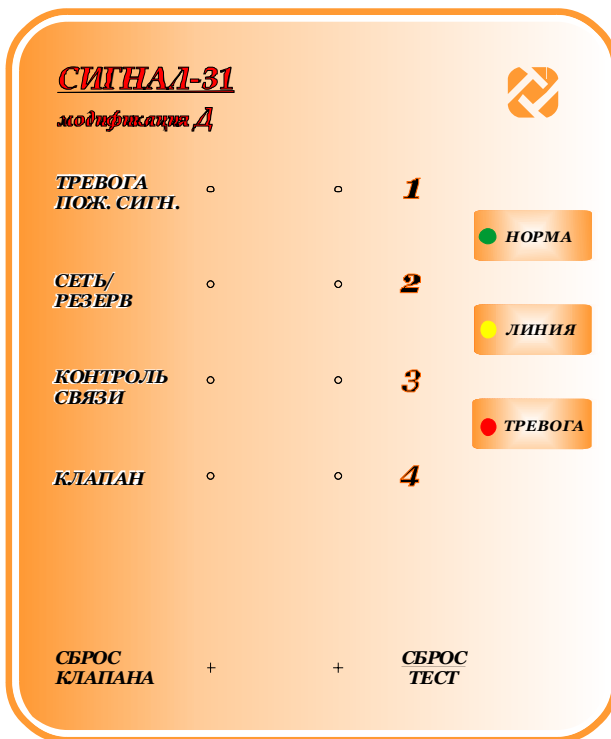 СИГНАЛ-31
модификация Д
ТРЕВОГА
ПОЖ. СИГН.
1
НОРМА
СЕТЬ/
РЕЗЕРВ
2
ЛИНИЯ
КОНТРОЛЬ
СВЯЗИ
3
ТРЕВОГА
КЛАПАН
4
СБРОС
КЛАПАНА
+ +
СБРОС
ТЕСТ